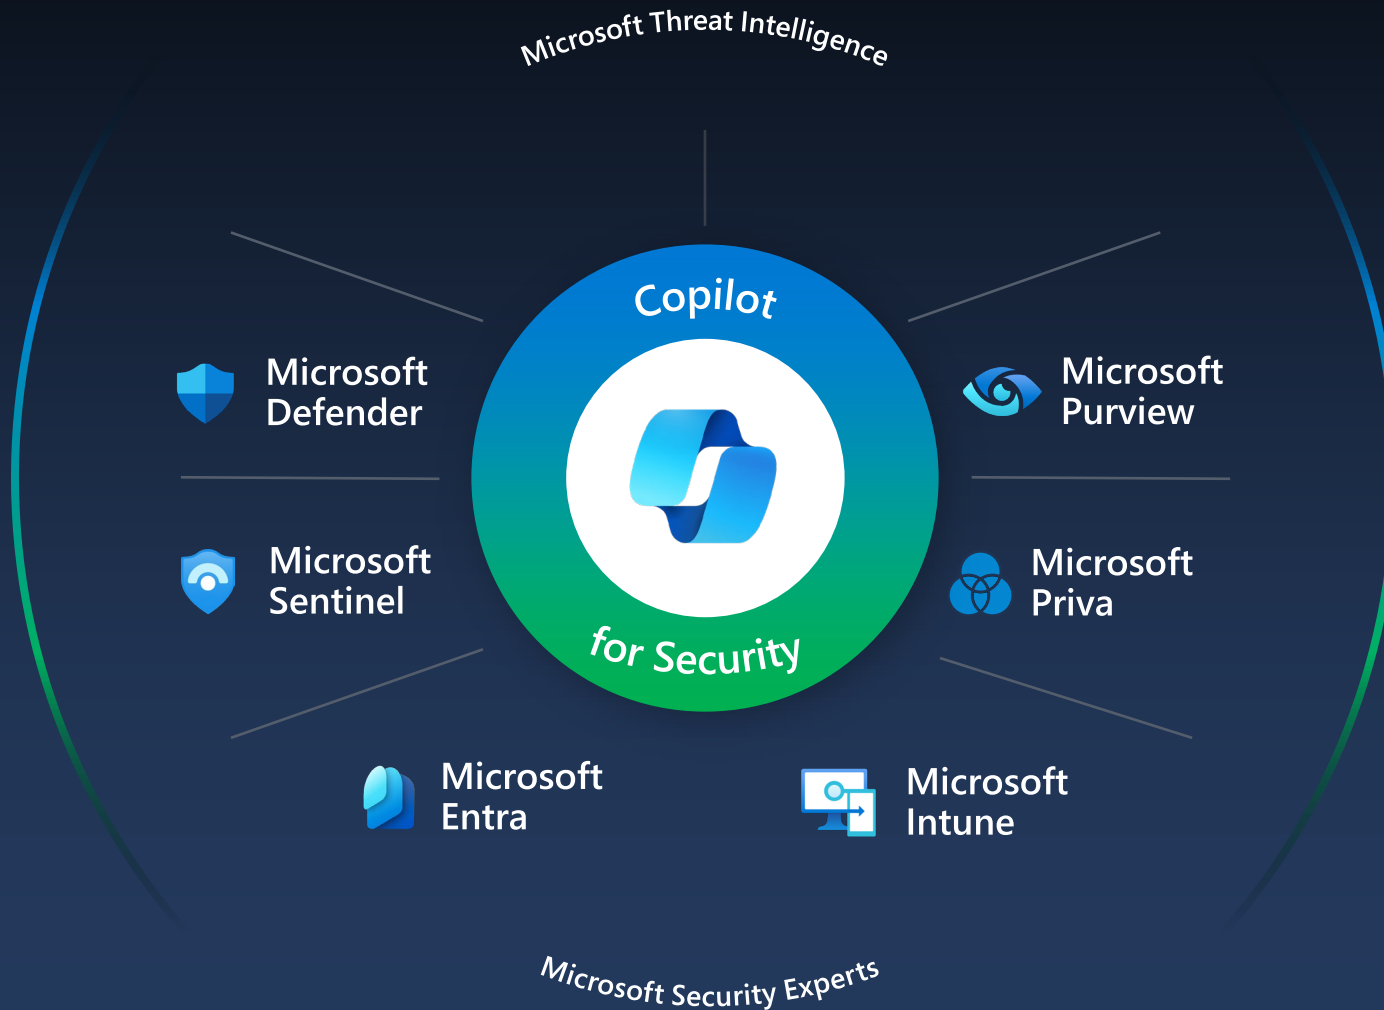 Microsoft Threat Intelligence
Copilot
for Security
Microsoft
Defender
Microsoft
Purview
Microsoft
Sentinel
Microsoft
Priva
Microsoft
Entra
Microsoft
Intune
Microsoft Security Experts